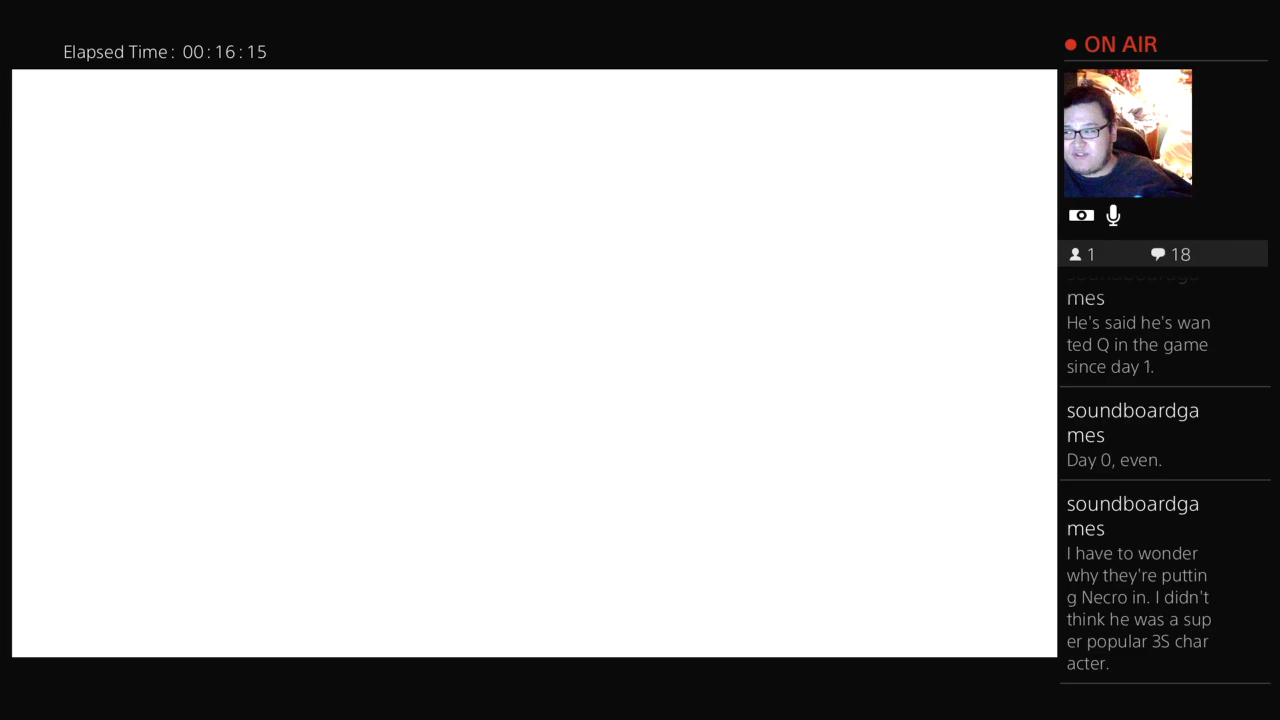 Elapsed Time: 00:16:15
ON AIR
1
18
mes
He's said he's wan
ted Q in the game
since day 1.
soundboardga
mes
Day 0, even.
soundboardga
mes
I have to wonder
why they're puttin
g Necro in. I didn't
think he was a sup
er popular 3S char
acter.